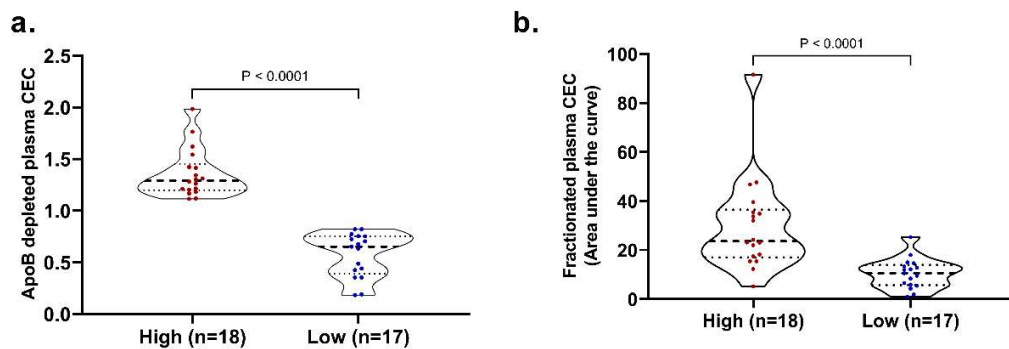 a.
ApoB depleted plasma CEC
2.5
2.0
1.5
1.0
0.5
0.0
P < 0.0001
High (n=18)
Low (n=17)
b.
Fractionated plasma CEC
(Area under the curve)
100
80
60
40
20
0
P < 0.0001
High (n=18)
Low (n=17)